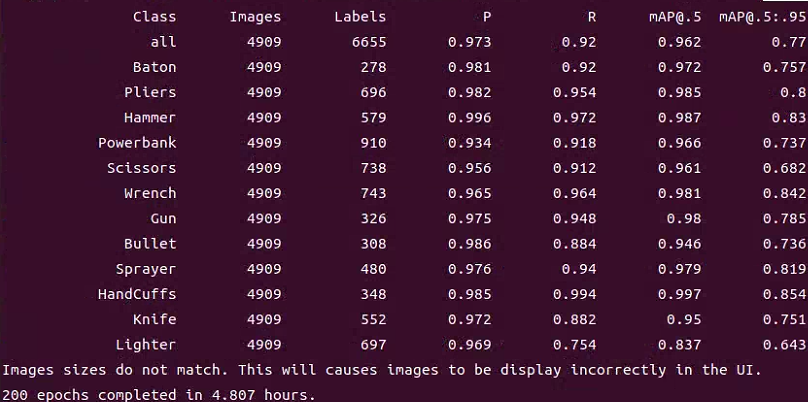 Class Images Labels P R mAP@.5 mAP@.5:.95
all 4909 6655 0.973 0.92 0.962 0.77
Baton 4909 278 0.981 0.92 0.972 0.757
Pliers 4909 696 0.982 0.954 0.985 0.8
Hammer 4909 579 0.996 0.972 0.987 0.83
Powerbank 4909 910 0.934 0.918 0.966 0.737
Scissors 4909 738 0.956 0.912 0.961 0.682
Wrench 4909 743 0.965 0.964 0.981 0.842
Gun 4909 326 0.975 0.948 0.98 0.785
Bullet 4909 308 0.986 0.884 0.946 0.736
Sprayer 4909 480 0.976 0.94 0.979 0.819
HandCuffs 4909 348 0.985 0.994 0.997 0.854
Knife 4909 552 0.972 0.882 0.95 0.751
Lighter 4909 697 0.969 0.754 0.837 0.643
Images sizes do not match. This will causes images to be display incorrectly in the UI.
200 epochs completed in 4.807 hours.